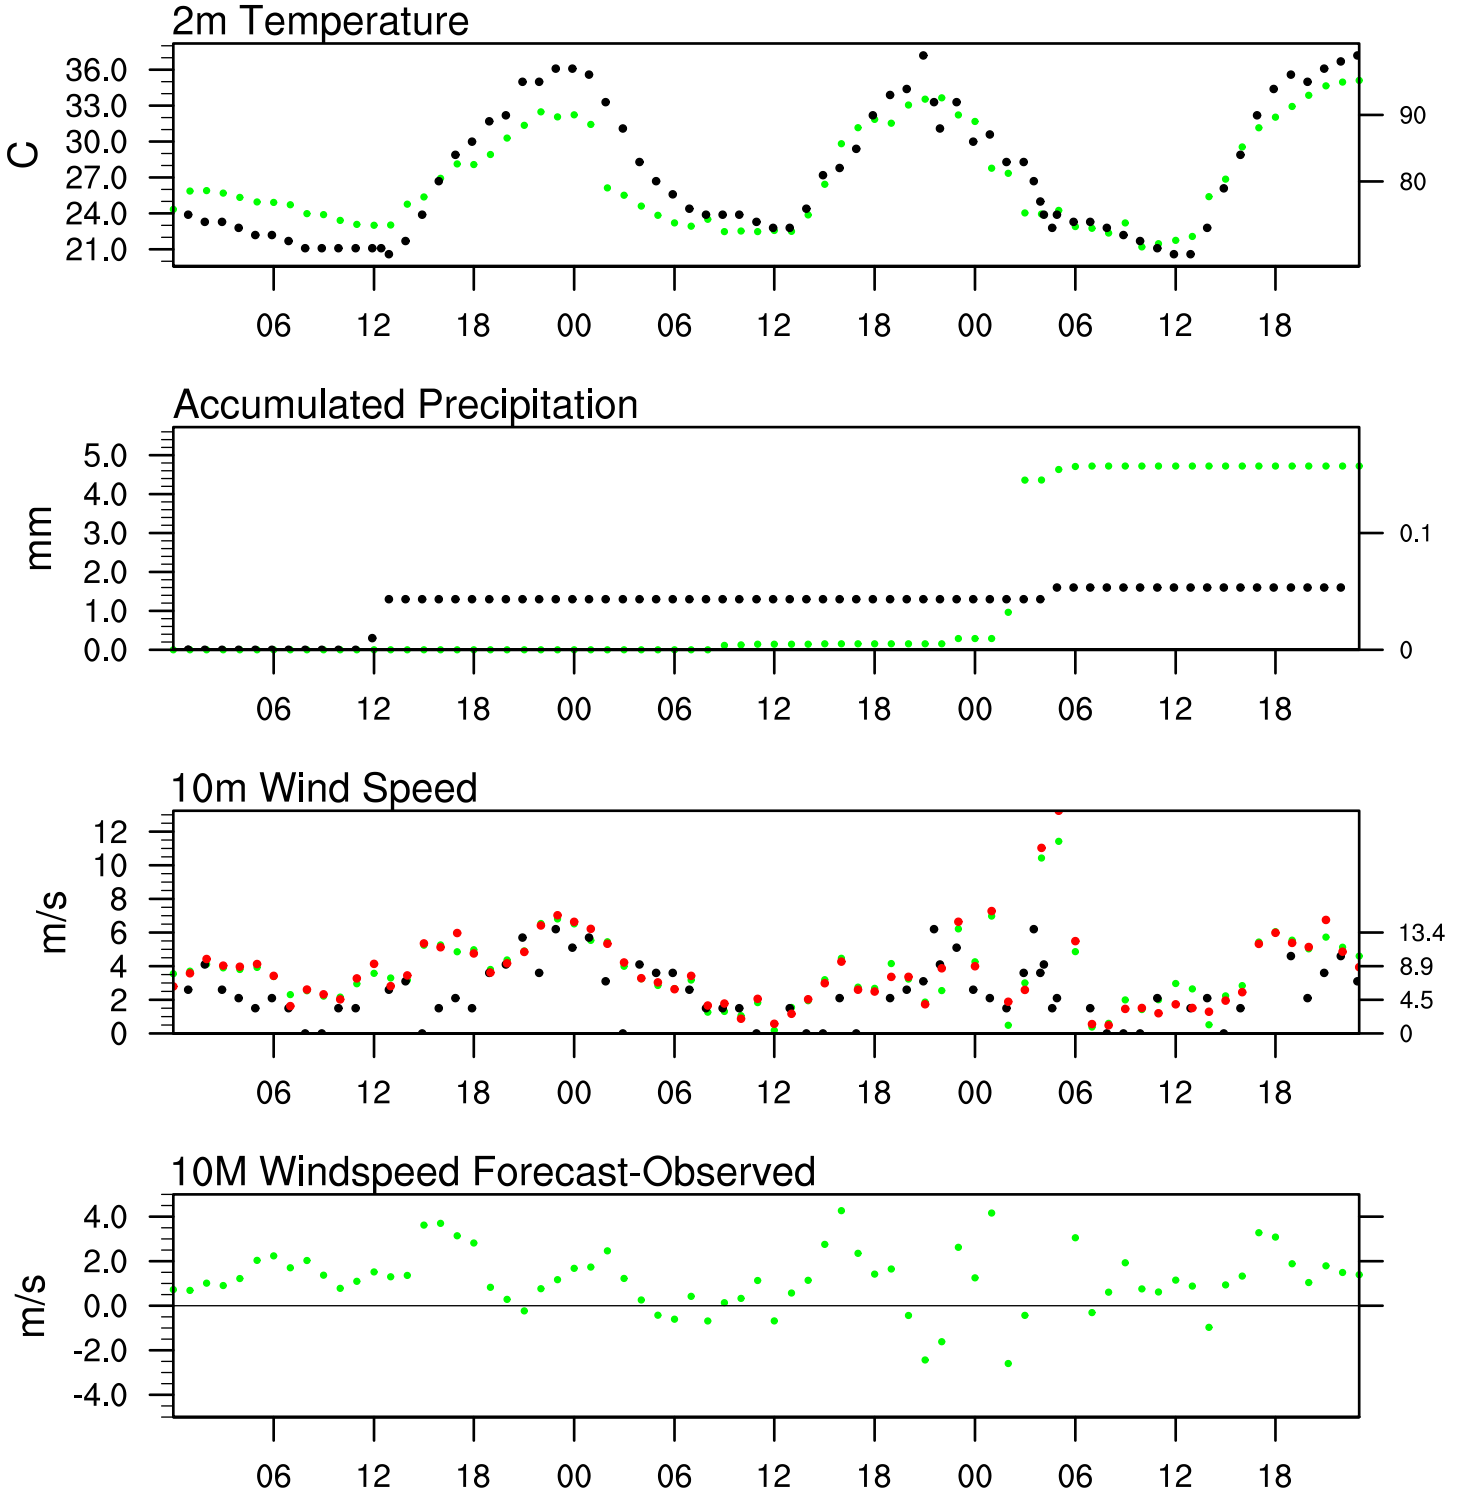 2m Temperature
36.0
33.0
30.0
27.0
24.0
21.0
C
90
80
06 12 18 00 06 12 18 00 06 12 18
Accumulated Precipitation
5.0
4.0
3.0
2.0
1.0
0.0
mm
0.1
0
06 12 18 00 06 12 18 00 06 12 18
10m Wind Speed
12
10
8
6
4
2
0
m/s
13.4
8.9
4.5
0
06 12 18 00 06 12 18 00 06 12 18
10M Windspeed Forecast-Observed
4.0
2.0
0.0
-2.0
-4.0
m/s
06 12 18 00 06 12 18 00 06 12 18